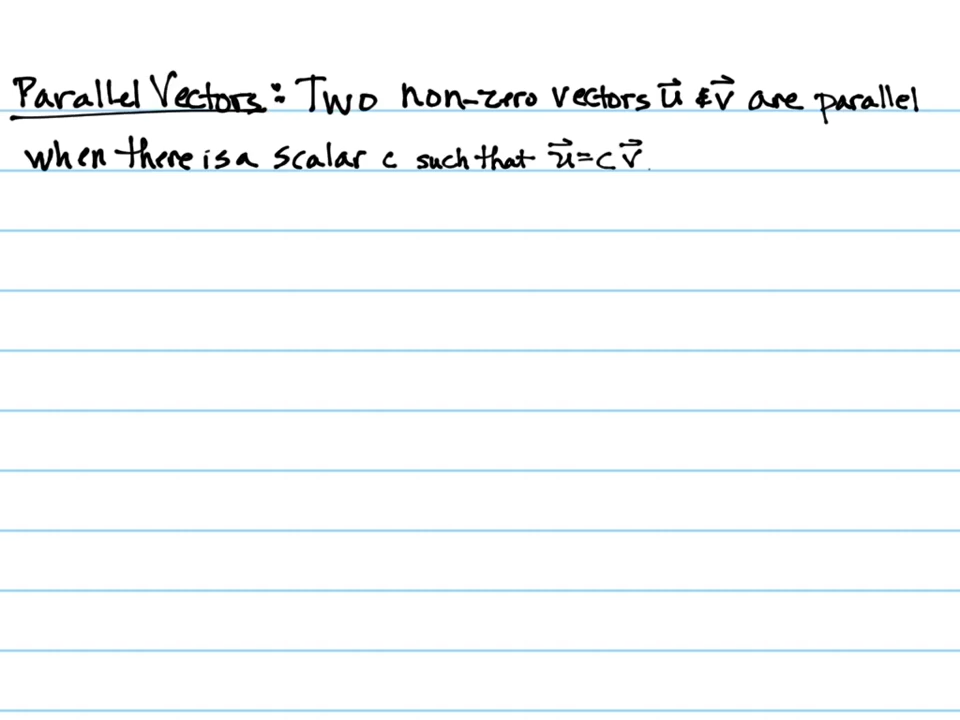 Parallel Vectors: Two non-zero vectors u⃗ & v⃗ are parallel
when there is a scalar c such that u⃗ = c v⃗.